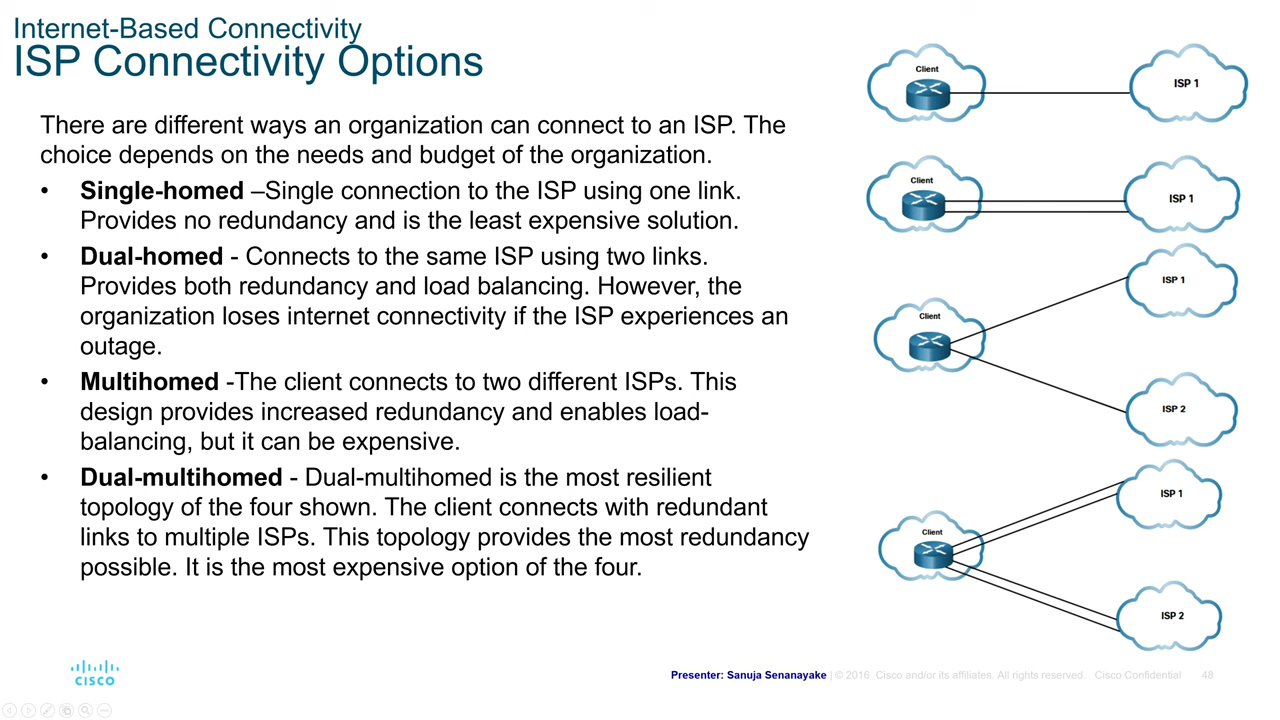 Internet-Based Connectivity
ISP Connectivity Options
There are different ways an organization can connect to an ISP. The
choice depends on the needs and budget of the organization.
• Single-homed –Single connection to the ISP using one link.
Provides no redundancy and is the least expensive solution.
• Dual-homed - Connects to the same ISP using two links.
Provides both redundancy and load balancing. However, the
organization loses internet connectivity if the ISP experiences an
outage.
• Multihomed -The client connects to two different ISPs. This
design provides increased redundancy and enables load-
balancing, but it can be expensive.
• Dual-multihomed - Dual-multihomed is the most resilient
topology of the four shown. The client connects with redundant
links to multiple ISPs. This topology provides the most redundancy
possible. It is the most expensive option of the four.
Client
ISP 1
Client
ISP 1
ISP 1
Client
ISP 2
ISP 1
Client
ISP 2
CISCO
Presenter: Sanuja Senanayake | © 2016 Cisco and/or its affiliates. All rights reserved. Cisco Confidential 48